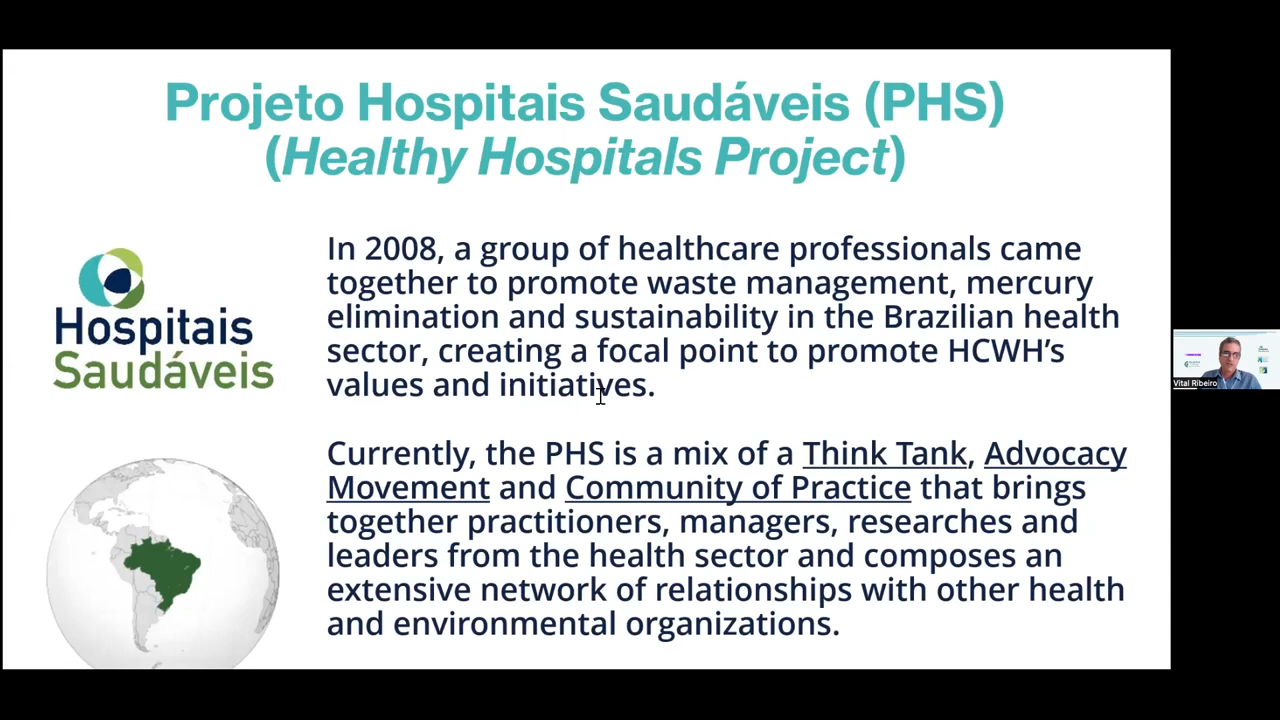 Projeto Hospitais Saudáveis (PHS)
(Healthy Hospitals Project)
Hospitais
Saudáveis
In 2008, a group of healthcare professionals came
together to promote waste management, mercury
elimination and sustainability in the Brazilian health
sector, creating a focal point to promote HCWH’s
values and initiatives.
Currently, the PHS is a mix of a Think Tank, Advocacy
Movement and Community of Practice that brings
together practitioners, managers, researches and
leaders from the health sector and composes an
extensive network of relationships with other health
and environmental organizations.
Vital Ribeiro